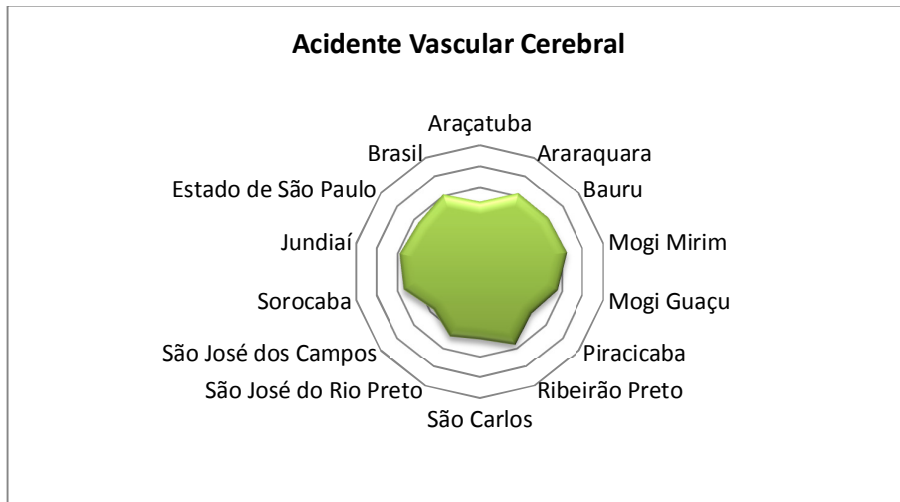 Acidente Vascular Cerebral
Araçatuba
Brasil
Araraquara
Estado de São Paulo
Bauru
Jundiaí
Mogi Mirim
Sorocaba
Mogi Guaçu
São José dos Campos
Piracicaba
São José do Rio Preto
Ribeirão Preto
São Carlos